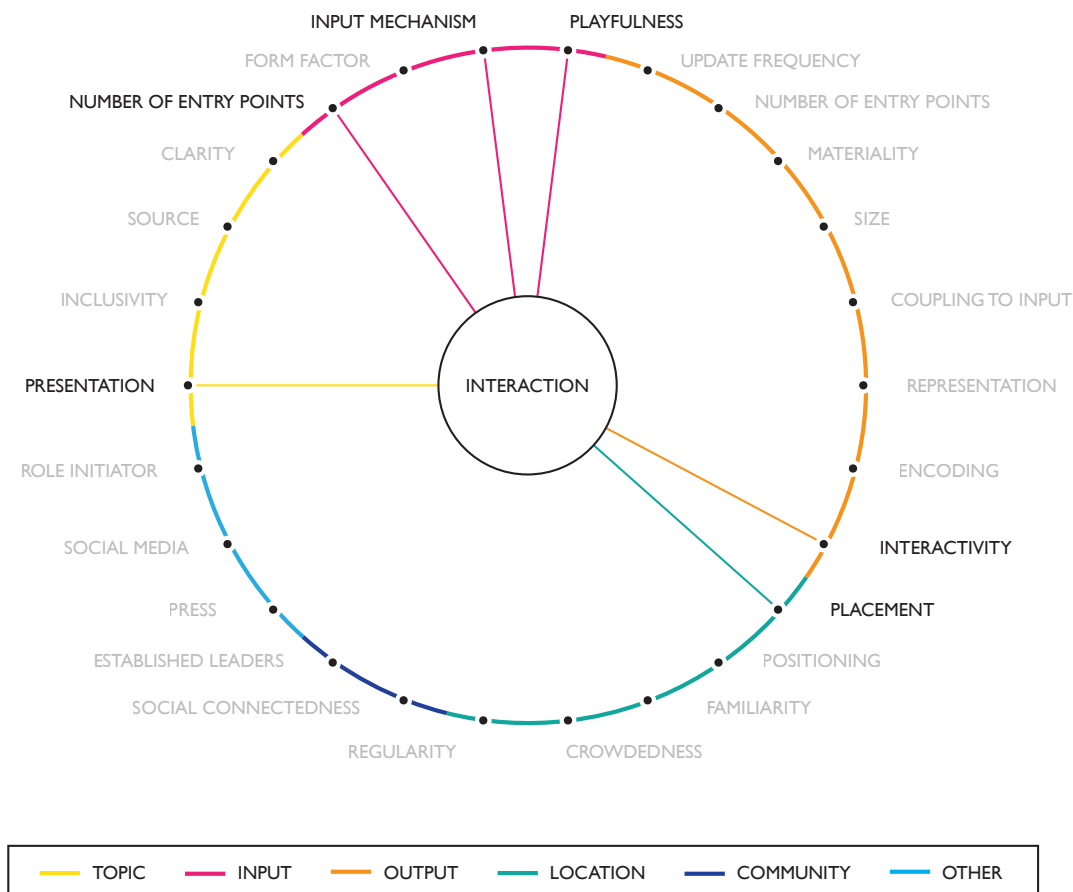 INPUT MECHANISM
PLAYFULNESS
FORM FACTOR
UPDATE FREQUENCY
NUMBER OF ENTRY POINTS
NUMBER OF ENTRY POINTS
CLARITY
MATERIALITY
SOURCE
SIZE
INCLUSIVITY
COUPLING TO INPUT
PRESENTATION
INTERACTION
REPRESENTATION
ROLE INITIATOR
ENCODING
SOCIAL MEDIA
INTERACTIVITY
PRESS
PLACEMENT
ESTABLISHED LEADERS
POSITIONING
SOCIAL CONNECTEDNESS
FAMILIARITY
REGULARITY
CROWDEDNESS
TOPIC
INPUT
OUTPUT
LOCATION
COMMUNITY
OTHER